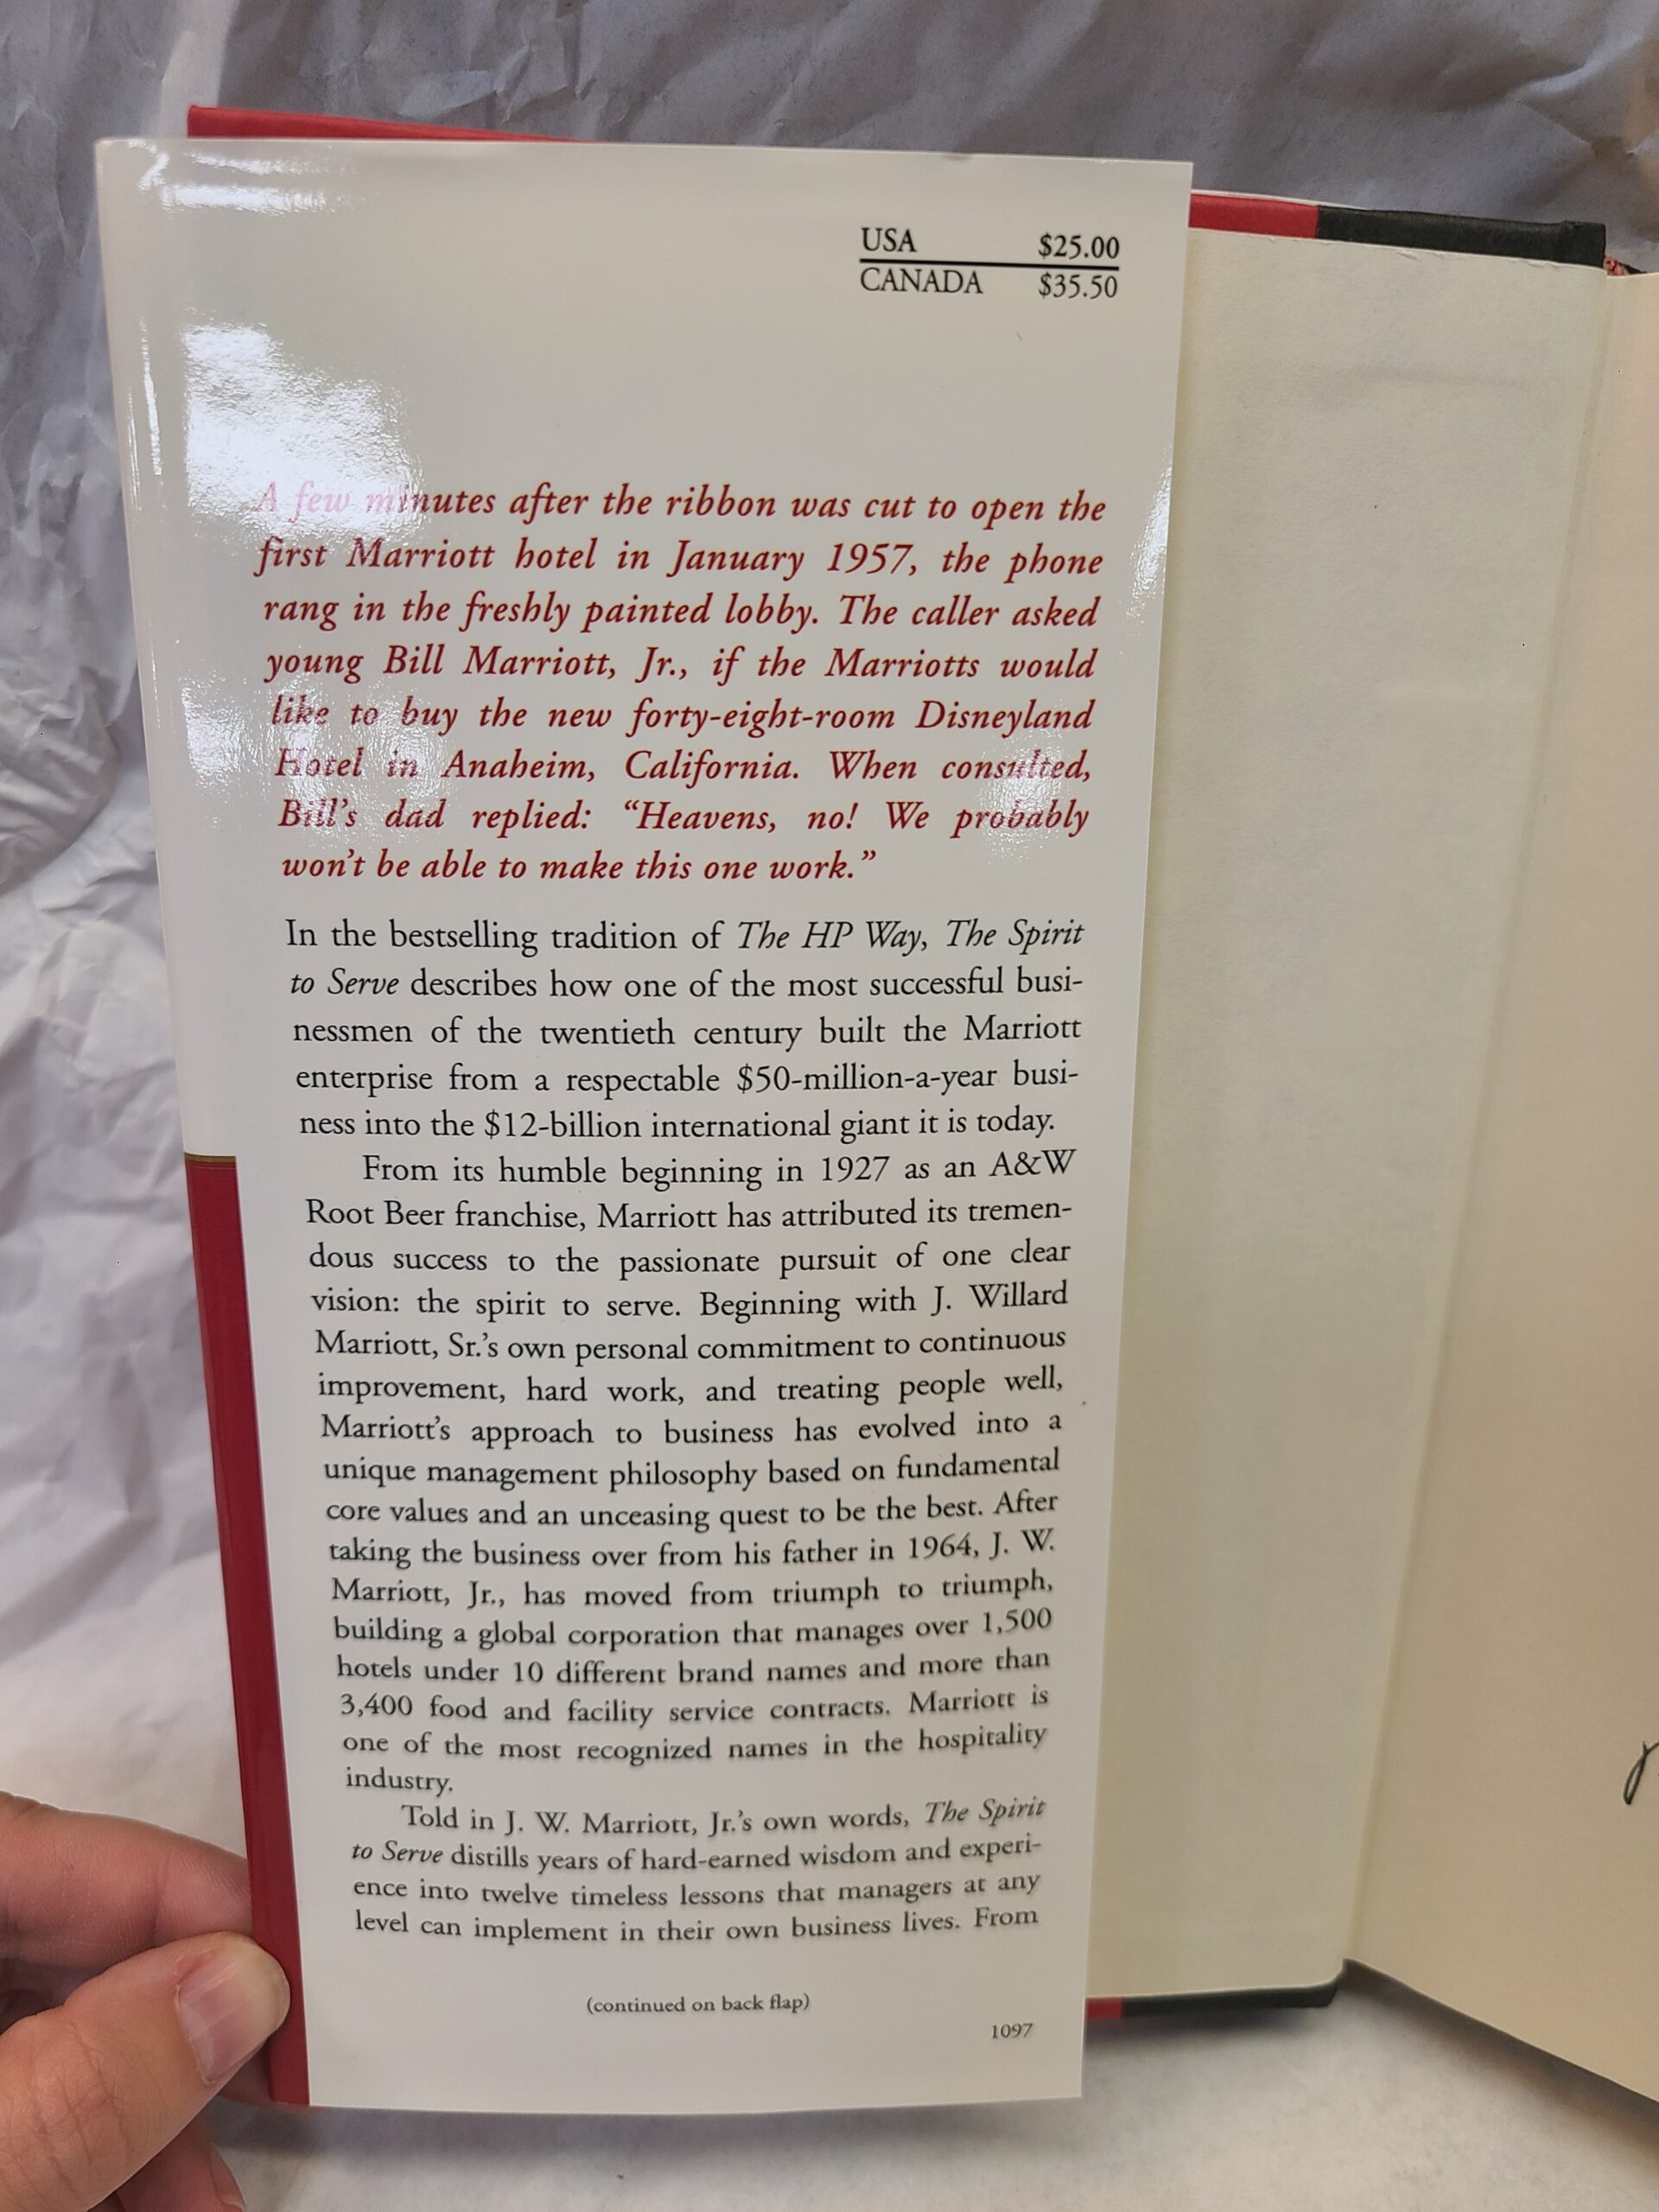 USA $25.00
CANADA $35.50
A few minutes after the ribbon was cut to open the
first Marriott hotel in January 1957, the phone
rang in the freshly painted lobby. The caller asked
young Bill Marriott, Jr., if the Marriotts would
like to buy the new forty-eight-room Disneyland
Hotel in Anaheim, California. When consulted,
Bill's dad replied: “Heavens, no! We probably
won't be able to make this one work.”
In the bestselling tradition of The HP Way, The Spirit
to Serve describes how one of the most successful busi-
nessmen of the twentieth century built the Marriott
enterprise from a respectable $50-million-a-year busi-
ness into the $12-billion international giant it is today.
From its humble beginning in 1927 as an A&W
Root Beer franchise, Marriott has attributed its tremen-
dous success to the passionate pursuit of one clear
vision: the spirit to serve. Beginning with J. Willard
Marriott, Sr.'s own personal commitment to continuous
improvement, hard work, and treating people well,
Marriott's approach to business has evolved into a
unique management philosophy based on fundamental
core values and an unceasing quest to be the best. After
taking the business over from his father in 1964, J. W.
Marriott, Jr., has moved from triumph to triumph,
building a global corporation that manages over 1,500
hotels under 10 different brand names and more than
3,400 food and facility service contracts. Marriott is
one of the most recognized names in the hospitality
industry.
Told in J. W. Marriott, Jr.'s own words, The Spirit
to Serve distills years of hard-earned wisdom and experi-
ence into twelve timeless lessons that managers at any
level can implement in their own business lives. From
(continued on back flap)
1097